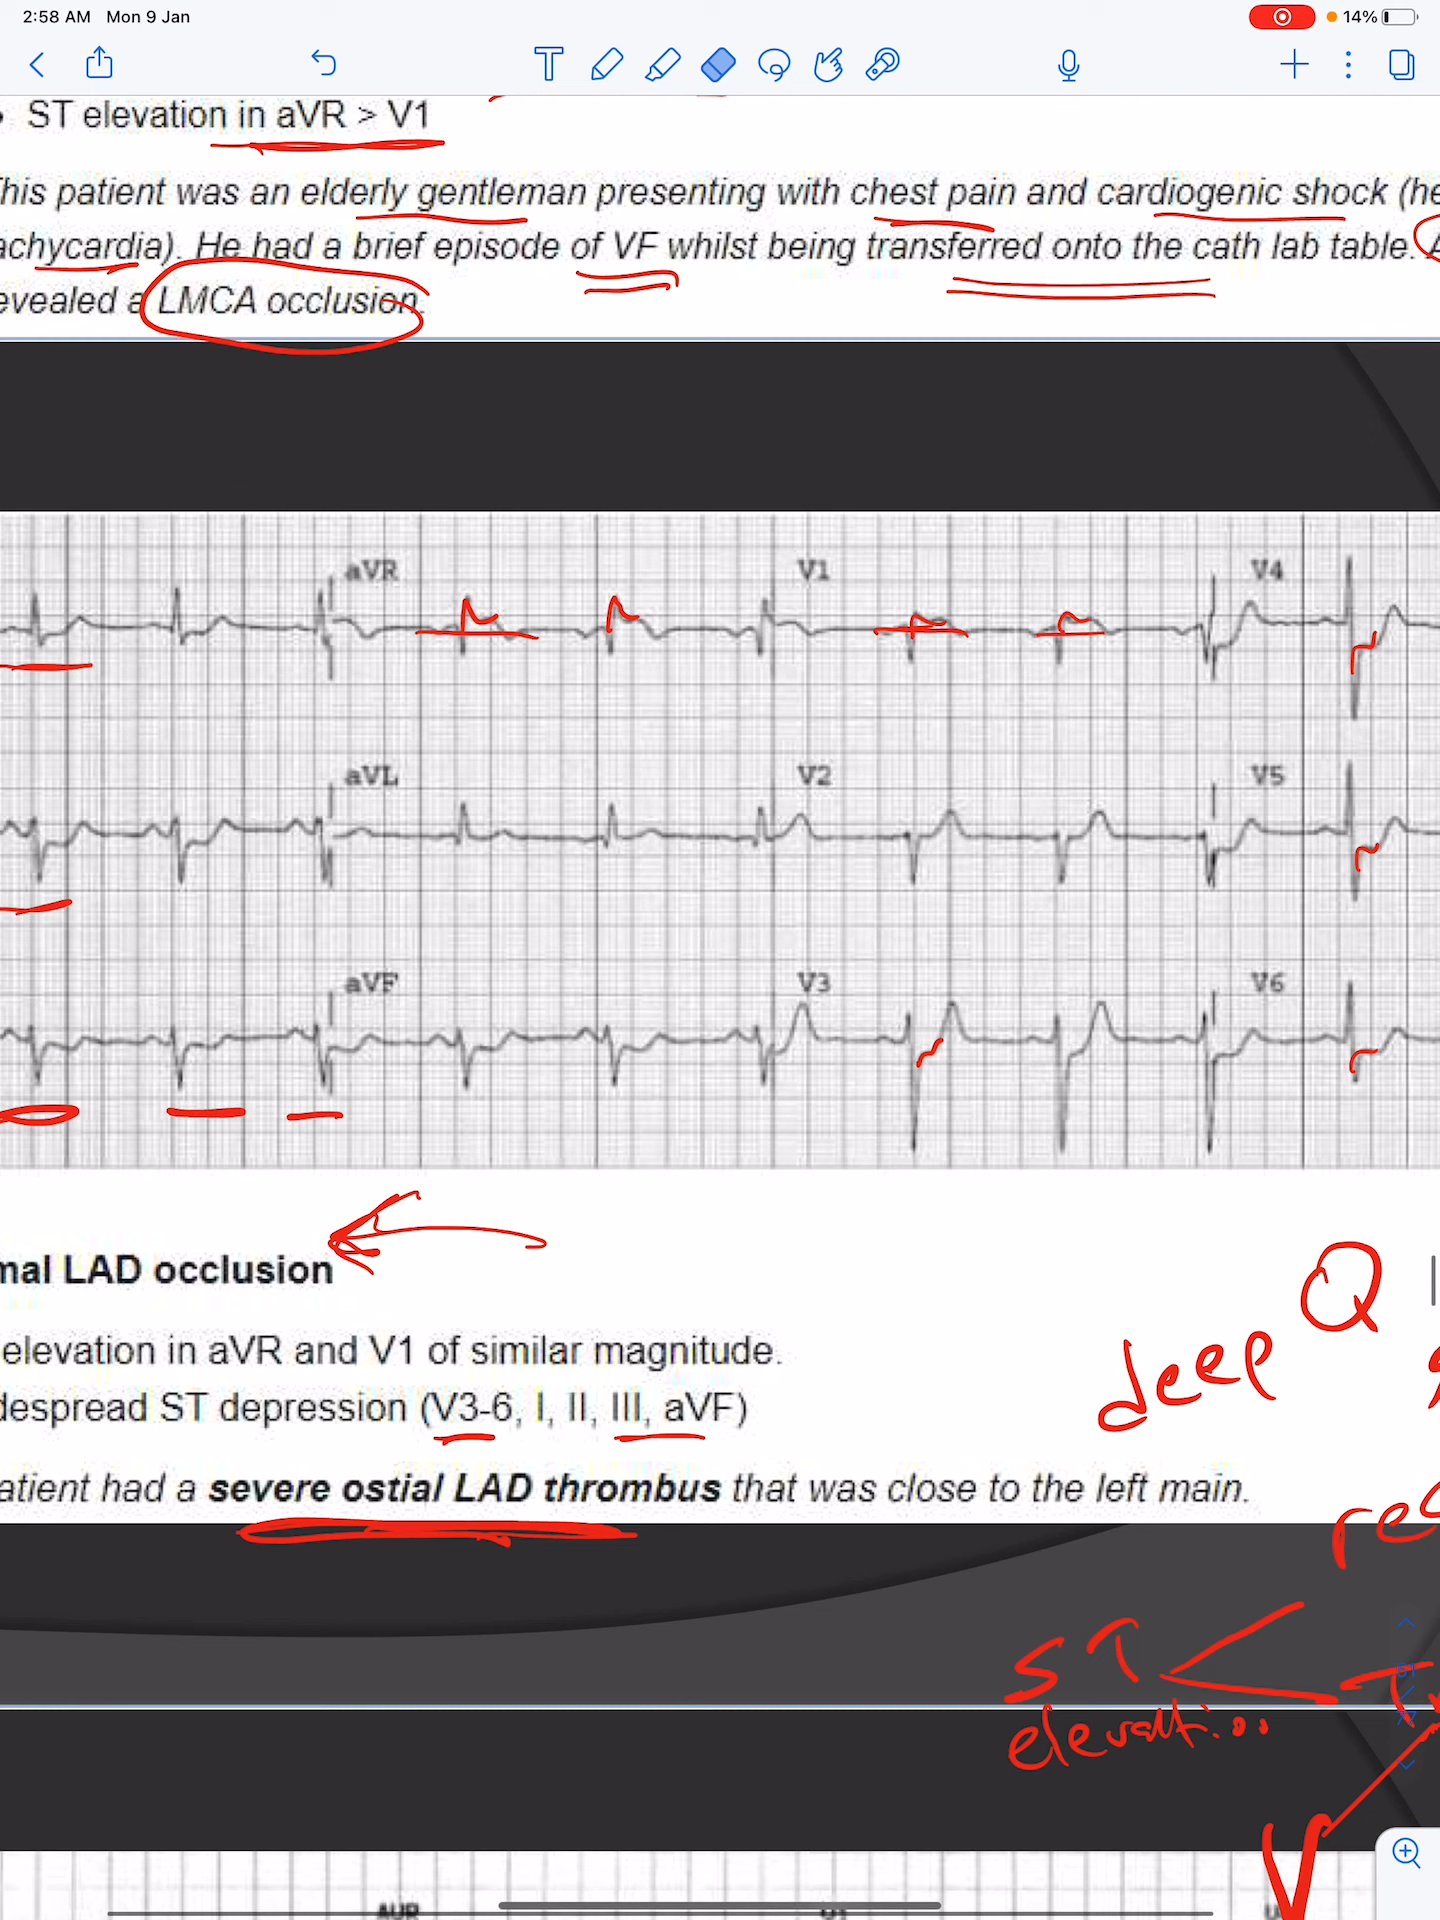 2:58 AM Mon 9 Jan
14%
ST elevation in aVR > V1
his patient was an elderly gentleman presenting with chest pain and cardiogenic shock (he
achycardia). He had a brief episode of VF whilst being transferred onto the cath lab table.
evealed a LMCA occlusion.
aVR V1 V4
aVL V2 V5
aVF V3 V6
mal LAD occlusion
elevation in aVR and V1 of similar magnitude.
despread ST depression (V3-6, I, II, III, aVF)
atient had a severe ostial LAD thrombus that was close to the left main.
deep Q
ST
elevation